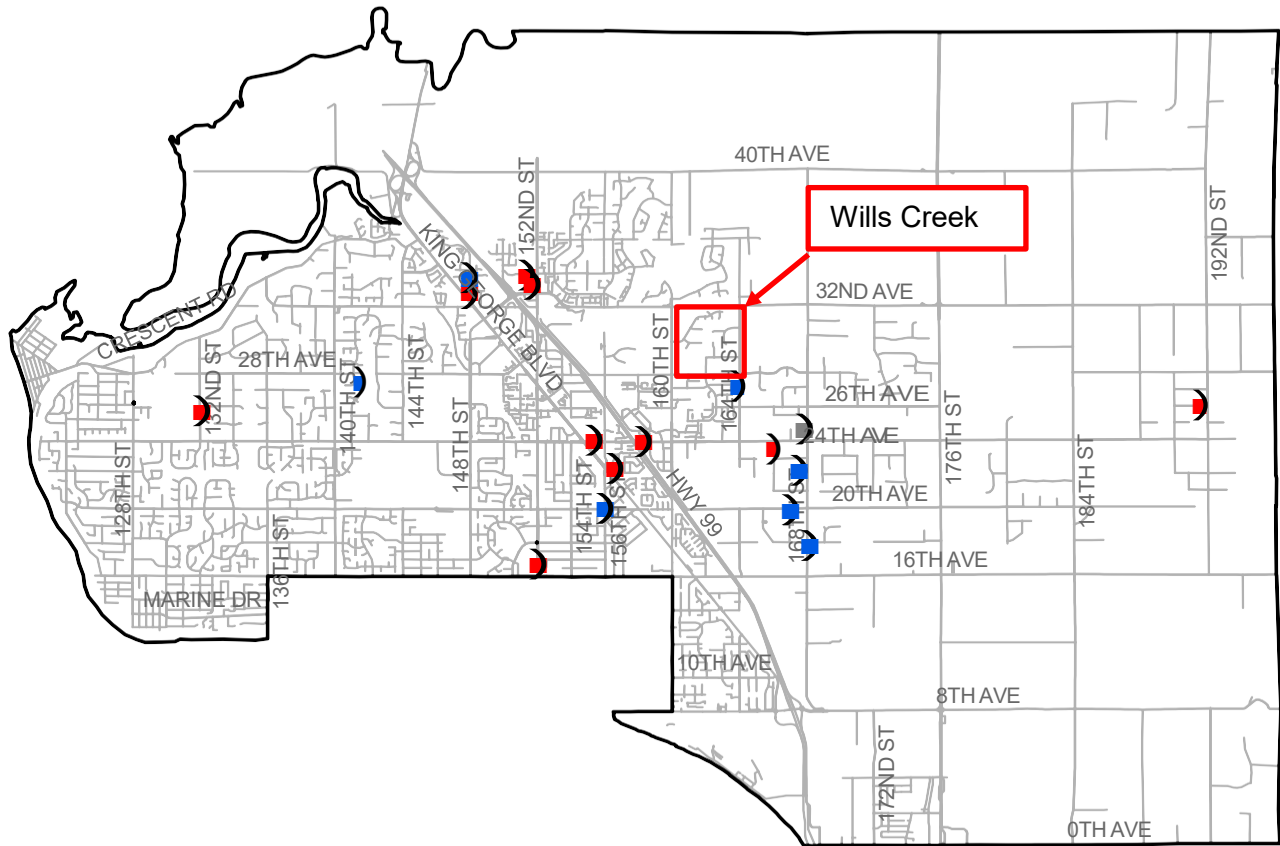 40TH AVE
152ND ST
192ND ST
Wills Creek
KING GEORGE BLVD
32ND AVE
CRESCENT RD
160TH ST
28TH AVE
132ND ST
140TH ST
144TH ST
164TH ST
26TH AVE
176TH ST
148TH ST
24TH AVE
128TH ST
HWY 99
184TH ST
154TH ST
156TH ST
168TH ST
20TH AVE
136TH ST
16TH AVE
MARINE DR
10TH AVE
8TH AVE
172ND ST
0TH AVE